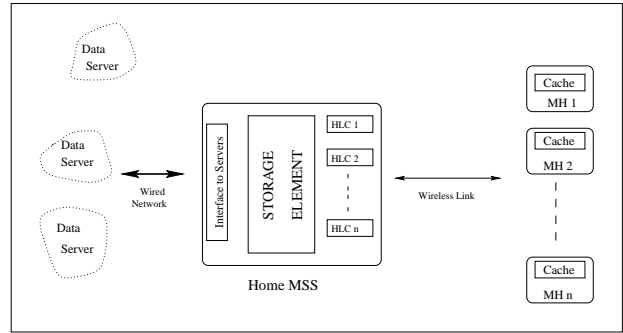 Data
Server
Data
Server
Data
Server
Wired
Network
Interface to Servers
STORAGE
ELEMENT
HLC 1
HLC 2
HLC n
Home MSS
Wireless Link
Cache
MH 1
Cache
MH 2
Cache
MH n